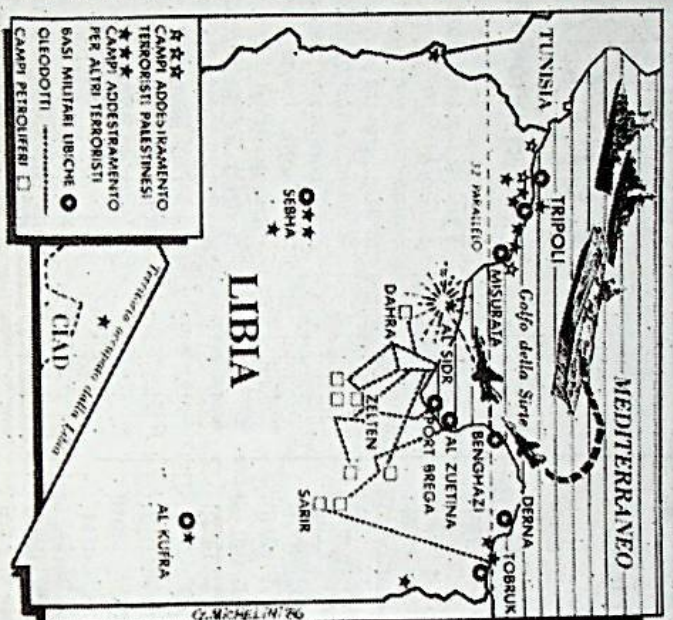 MEDITERRANEO
TUNISIA
TRIPOLI
32° PARALLELO
MISURATA
Golfo della Sirte
BENGHAZI
DERNA
TOBRUK
AL SIDR
AL ZUETINA
PORT BREGA
DAHRA
ZELTEN
SARIR
SEBHA
LIBIA
AL KUFRA
Territorio occupato dalla Libia
CIAD
CAMPI ADDESTRAMENTO
TERRORISTI PALESTINESI
CAMPI ADDESTRAMENTO
PER ALTRI TERRORISTI
BASI MILITARI LIBICHE
OLEODOTTI
CAMPI PETROLIFERI
G. MICHELINI 86